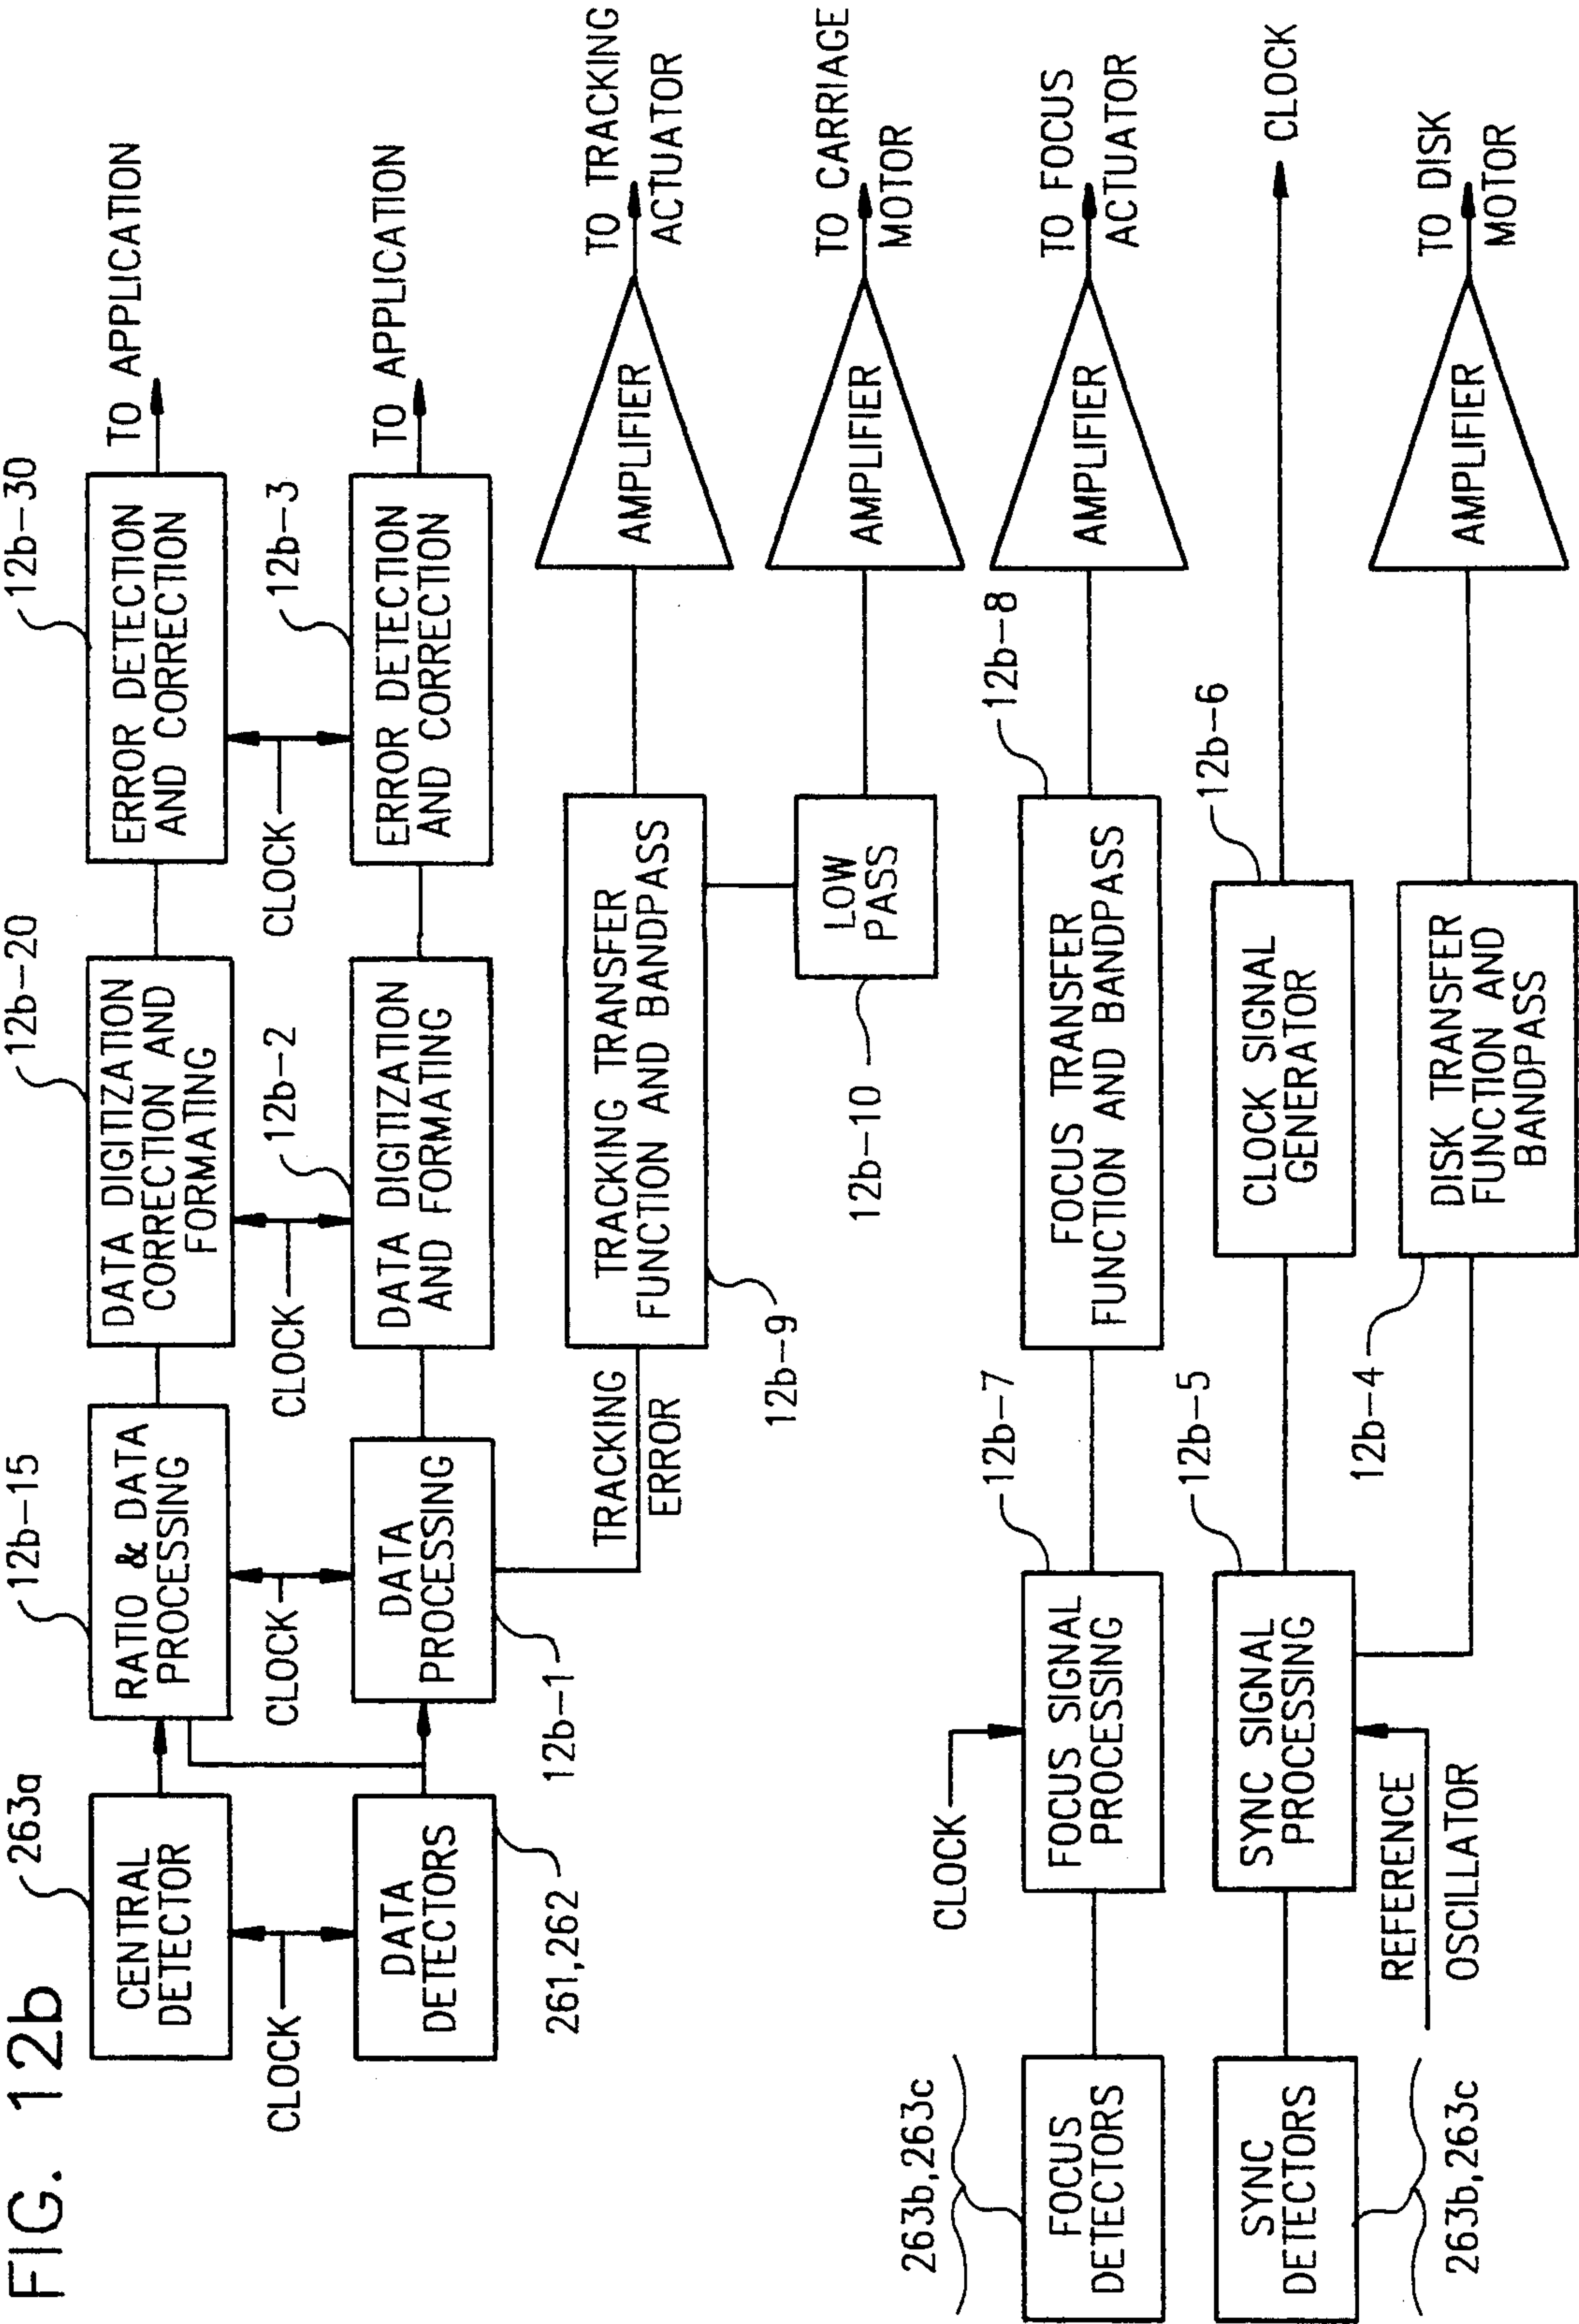 FIG. 12b
263a
12b-15
12b-20
12b-30
CENTRAL
DETECTOR
RATIO & DATA
PROCESSING
DATA DIGITIZATION
CORRECTION AND
FORMATING
ERROR DETECTION
AND CORRECTION
TO APPLICATION
CLOCK
CLOCK
CLOCK
CLOCK
12b-2
12b-3
DATA
DETECTORS
DATA
PROCESSING
DATA DIGITIZATION
AND FORMATING
ERROR DETECTION
AND CORRECTION
TO APPLICATION
261,262
12b-1
TRACKING
ERROR
TRACKING TRANSFER
FUNCTION AND BANDPASS
AMPLIFIER
TO TRACKING
ACTUATOR
12b-9
LOW
PASS
12b-10
AMPLIFIER
TO CARRIAGE
MOTOR
263b,263c
CLOCK
12b-7
12b-8
FOCUS
DETECTORS
FOCUS SIGNAL
PROCESSING
FOCUS TRANSFER
FUNCTION AND BANDPASS
AMPLIFIER
TO FOCUS
ACTUATOR
12b-5
12b-6
SYNC
DETECTORS
SYNC SIGNAL
PROCESSING
CLOCK SIGNAL
GENERATOR
CLOCK
263b,263c
REFERENCE
OSCILLATOR
12b-4
DISK TRANSFER
FUNCTION AND
BANDPASS
AMPLIFIER
TO DISK
MOTOR